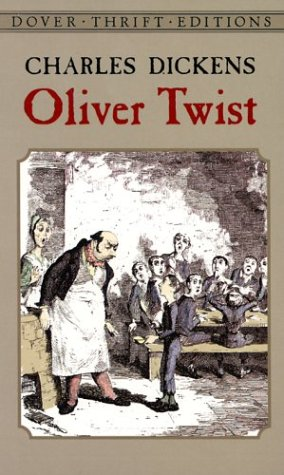 DOVER · THRIFT · EDITIONS
CHARLES DICKENS
Oliver Twist